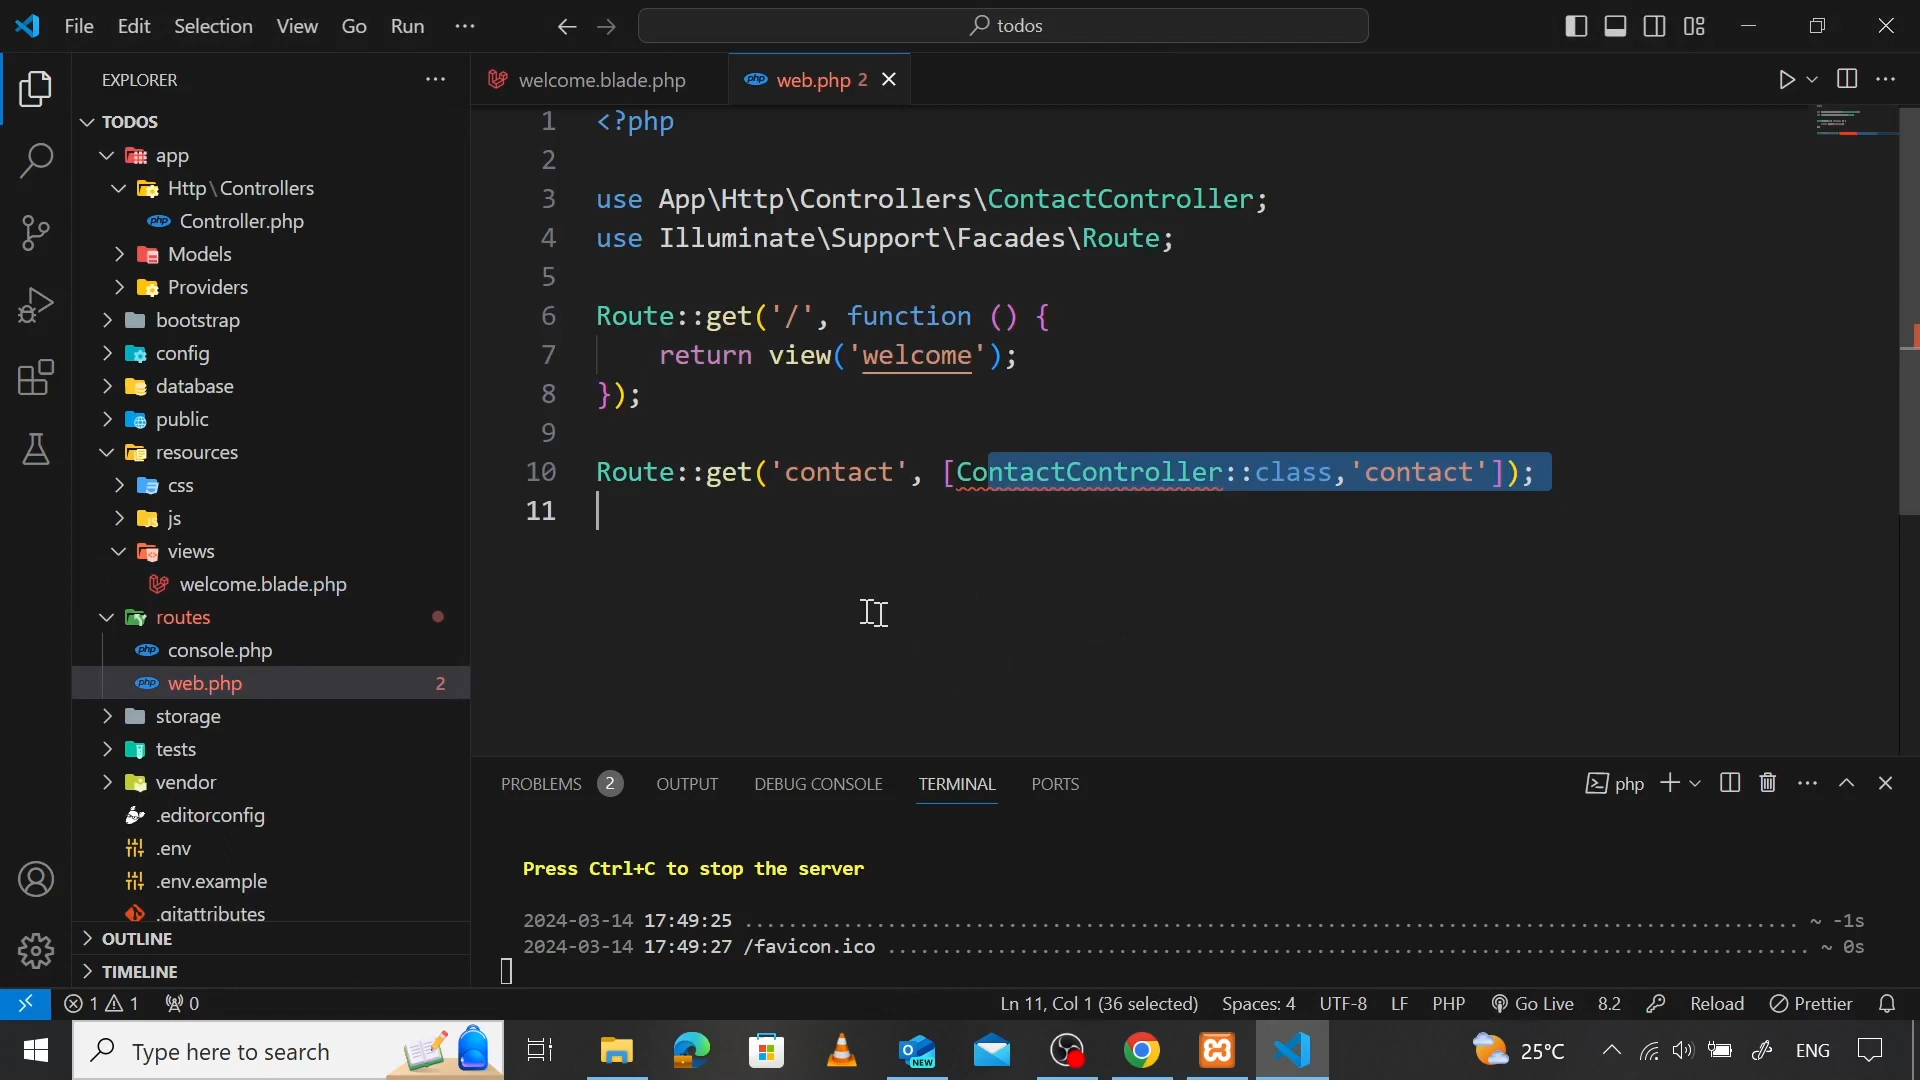 File Edit Selection View Go Run ···
todos
EXPLORER ···
welcome.blade.php
php web.php 2
TODOS
app
Http\Controllers
php Controller.php
Models
Providers
bootstrap
config
database
public
resources
css
js
views
welcome.blade.php
routes
php console.php
php web.php 2
storage
tests
vendor
.editorconfig
.env
.env.example
.gitattributes
OUTLINE
TIMELINE
1 <?php
2
3 use App\Http\Controllers\ContactController;
4 use Illuminate\Support\Facades\Route;
5
6 Route::get('/', function () {
7 return view('welcome');
8 });
9
10 Route::get('contact', [ContactController::class,'contact']);
11
PROBLEMS 2 OUTPUT DEBUG CONSOLE TERMINAL PORTS
php
Press Ctrl+C to stop the server
2024-03-14 17:49:25 ........ ~ -1s
2024-03-14 17:49:27 /favicon.ico ........ ~ 0s
1 1 0
Ln 11, Col 1 (36 selected) Spaces: 4 UTF-8 LF PHP Go Live 8.2 Reload Prettier
Type here to search
NEW
25°C
ENG